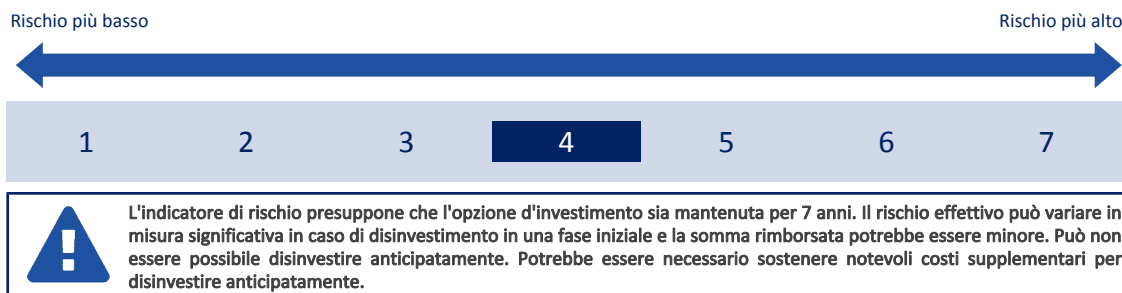 Rischio più basso Rischio più alto
1 2 3 4 5 6 7
L'indicatore di rischio presuppone che l'opzione d'investimento sia mantenuta per 7 anni. Il rischio effettivo può variare in
misura significativa in caso di disinvestimento in una fase iniziale e la somma rimborsata potrebbe essere minore. Può non
essere possibile disinvestire anticipatamente. Potrebbe essere necessario sostenere notevoli costi supplementari per
disinvestire anticipatamente.